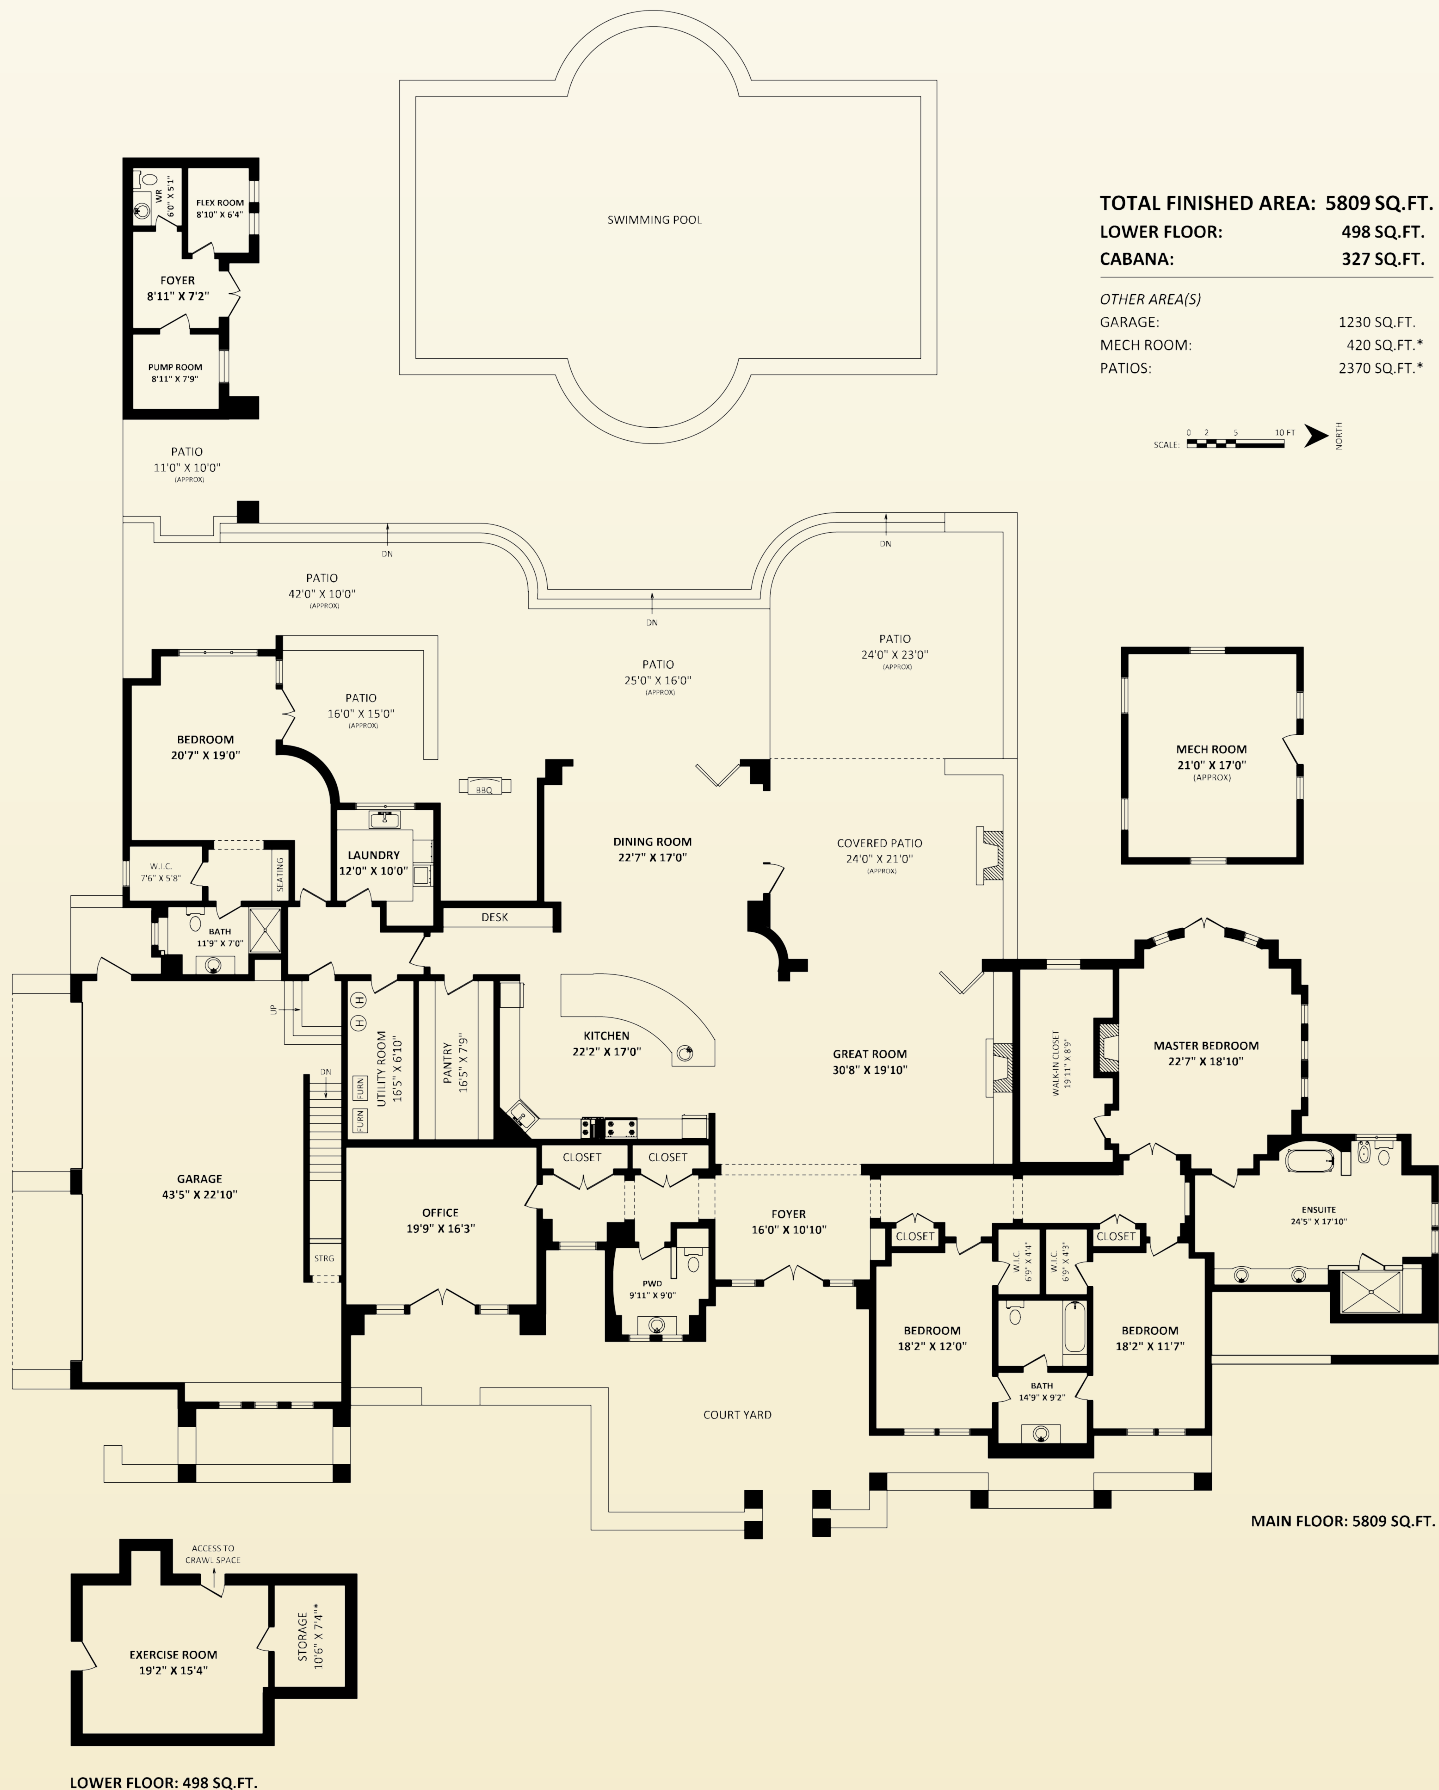 SWIMMING POOL
TOTAL FINISHED AREA: 5809 SQ.FT.
LOWER FLOOR: 498 SQ.FT.
CABANA: 327 SQ.FT.
OTHER AREA(S)
GARAGE: 1230 SQ.FT.
MECH ROOM: 420 SQ.FT.*
PATIOS: 2370 SQ.FT.*
SCALE: 0 2 5 10 FT
NORTH
WR
6'0" X 5'1"
FLEX ROOM
8'10" X 6'4"
FOYER
8'11" X 7'2"
PUMP ROOM
8'11" X 7'9"
PATIO
11'0" X 10'0"
(APPROX)
DN
DN
DN
PATIO
42'0" X 10'0"
(APPROX)
PATIO
25'0" X 16'0"
(APPROX)
PATIO
24'0" X 23'0"
(APPROX)
PATIO
16'0" X 15'0"
(APPROX)
BEDROOM
20'7" X 19'0"
MECH ROOM
21'0" X 17'0"
(APPROX)
BBQ
DINING ROOM
22'7" X 17'0"
COVERED PATIO
24'0" X 21'0"
(APPROX)
LAUNDRY
12'0" X 10'0"
W.I.C.
7'6" X 5'8"
SEATING
DESK
BATH
11'9" X 7'0"
UP
DN
H
H
FURN
FURN
UTILITY ROOM
16'5" X 6'10"
PANTRY
16'5" X 7'9"
KITCHEN
22'2" X 17'0"
GREAT ROOM
30'8" X 19'10"
WALK-IN CLOSET
19'11" X 8'9"
MASTER BEDROOM
22'7" X 18'10"
GARAGE
43'5" X 22'10"
STRG
CLOSET
CLOSET
OFFICE
19'9" X 16'3"
FOYER
16'0" X 10'10"
CLOSET
CLOSET
ENSUITE
24'5" X 17'10"
W.I.C.
6'9" X 4'4"
W.I.C.
6'9" X 4'3"
PWD
9'11" X 9'0"
BEDROOM
18'2" X 12'0"
BEDROOM
18'2" X 11'7"
BATH
14'9" X 9'2"
COURT YARD
MAIN FLOOR: 5809 SQ.FT.
ACCESS TO
CRAWL SPACE
EXERCISE ROOM
19'2" X 15'4"
STORAGE
10'6" X 7'4"*
LOWER FLOOR: 498 SQ.FT.